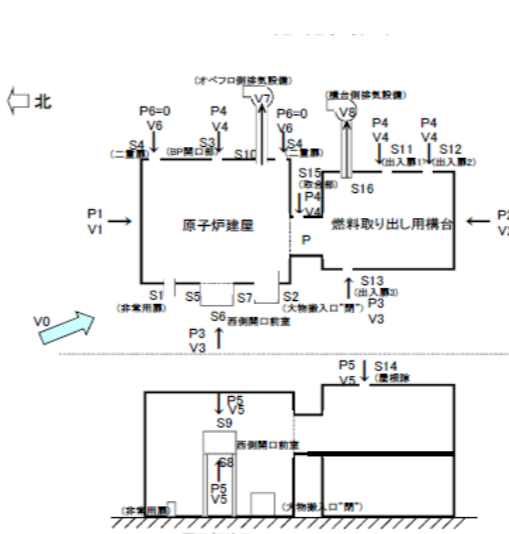 北
(オペフロ側排気設備)
(構台側排気設備)
V7
V8
P6=0
V6
P4
V4
P6=0
V6
P4
V4
P4
V4
S4
(二重扉)
S3
(BP開口部)
S10
S4
(二重扉)
S11
(出入扉1)
S12
(出入扉2)
S15
(取合部)
P4
V4
S16
P1
V1
原子炉建屋
P
燃料取り出し用構台
P2
V2
S1
(非常用扉)
S5
S6
西側開口前室
S7
S2
(大物搬入口"閉")
S13
(出入扉3)
P3
V3
V0
P3
V3
P5
V5
S14
(屋根隙
P5
V5
S9
西側開口前室
S8
P5
V5
(非常用扉)
(大物搬入口"閉")